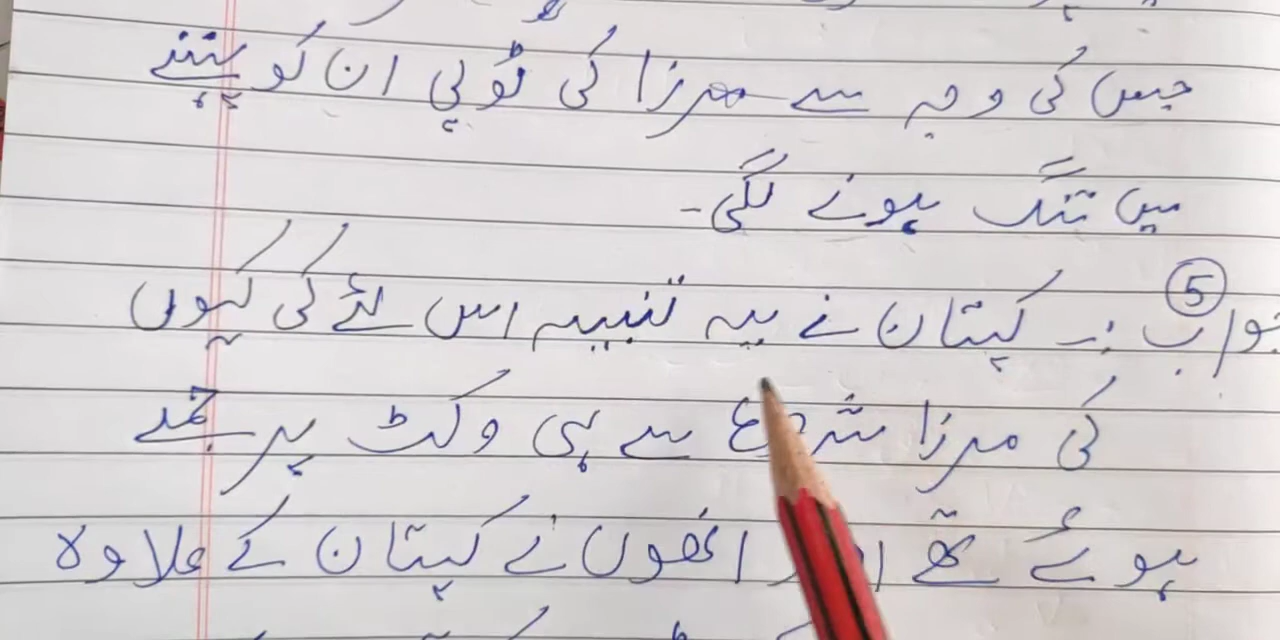 جس کی وجہ سے مرزا کی ٹوپی ان کو پہننے
میں تنگ ہونے لگی۔
جواب :۔ ⑤ کپتان نے یہ تنبیہہ اس لئے کی کیوں
کی مرزا شروع سے ہی وکٹ پر جمے
ہوئے تھے اور انھوں نے کپتان کے علاوہ